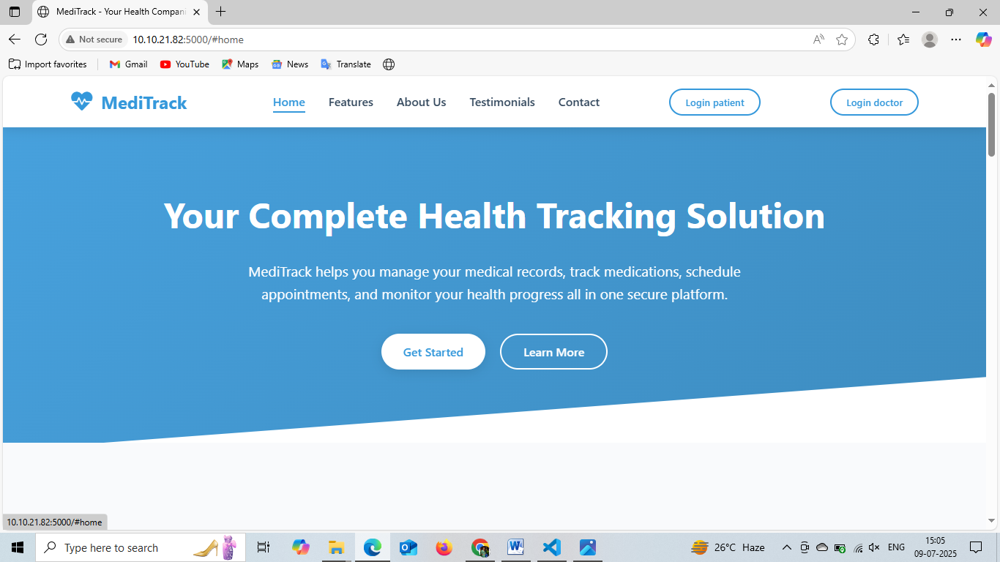 MediTrack - Your Health Compani
Not secure
10.10.21.82:5000/#home
Import favorites
Gmail
YouTube
Maps
News
Translate
MediTrack
Home
Features
About Us
Testimonials
Contact
Login patient
Login doctor
Your Complete Health Tracking Solution
MediTrack helps you manage your medical records, track medications, schedule
appointments, and monitor your health progress all in one secure platform.
Get Started
Learn More
10.10.21.82:5000/#home
Type here to search
26°C Haze
ENG
15:05
09-07-2025